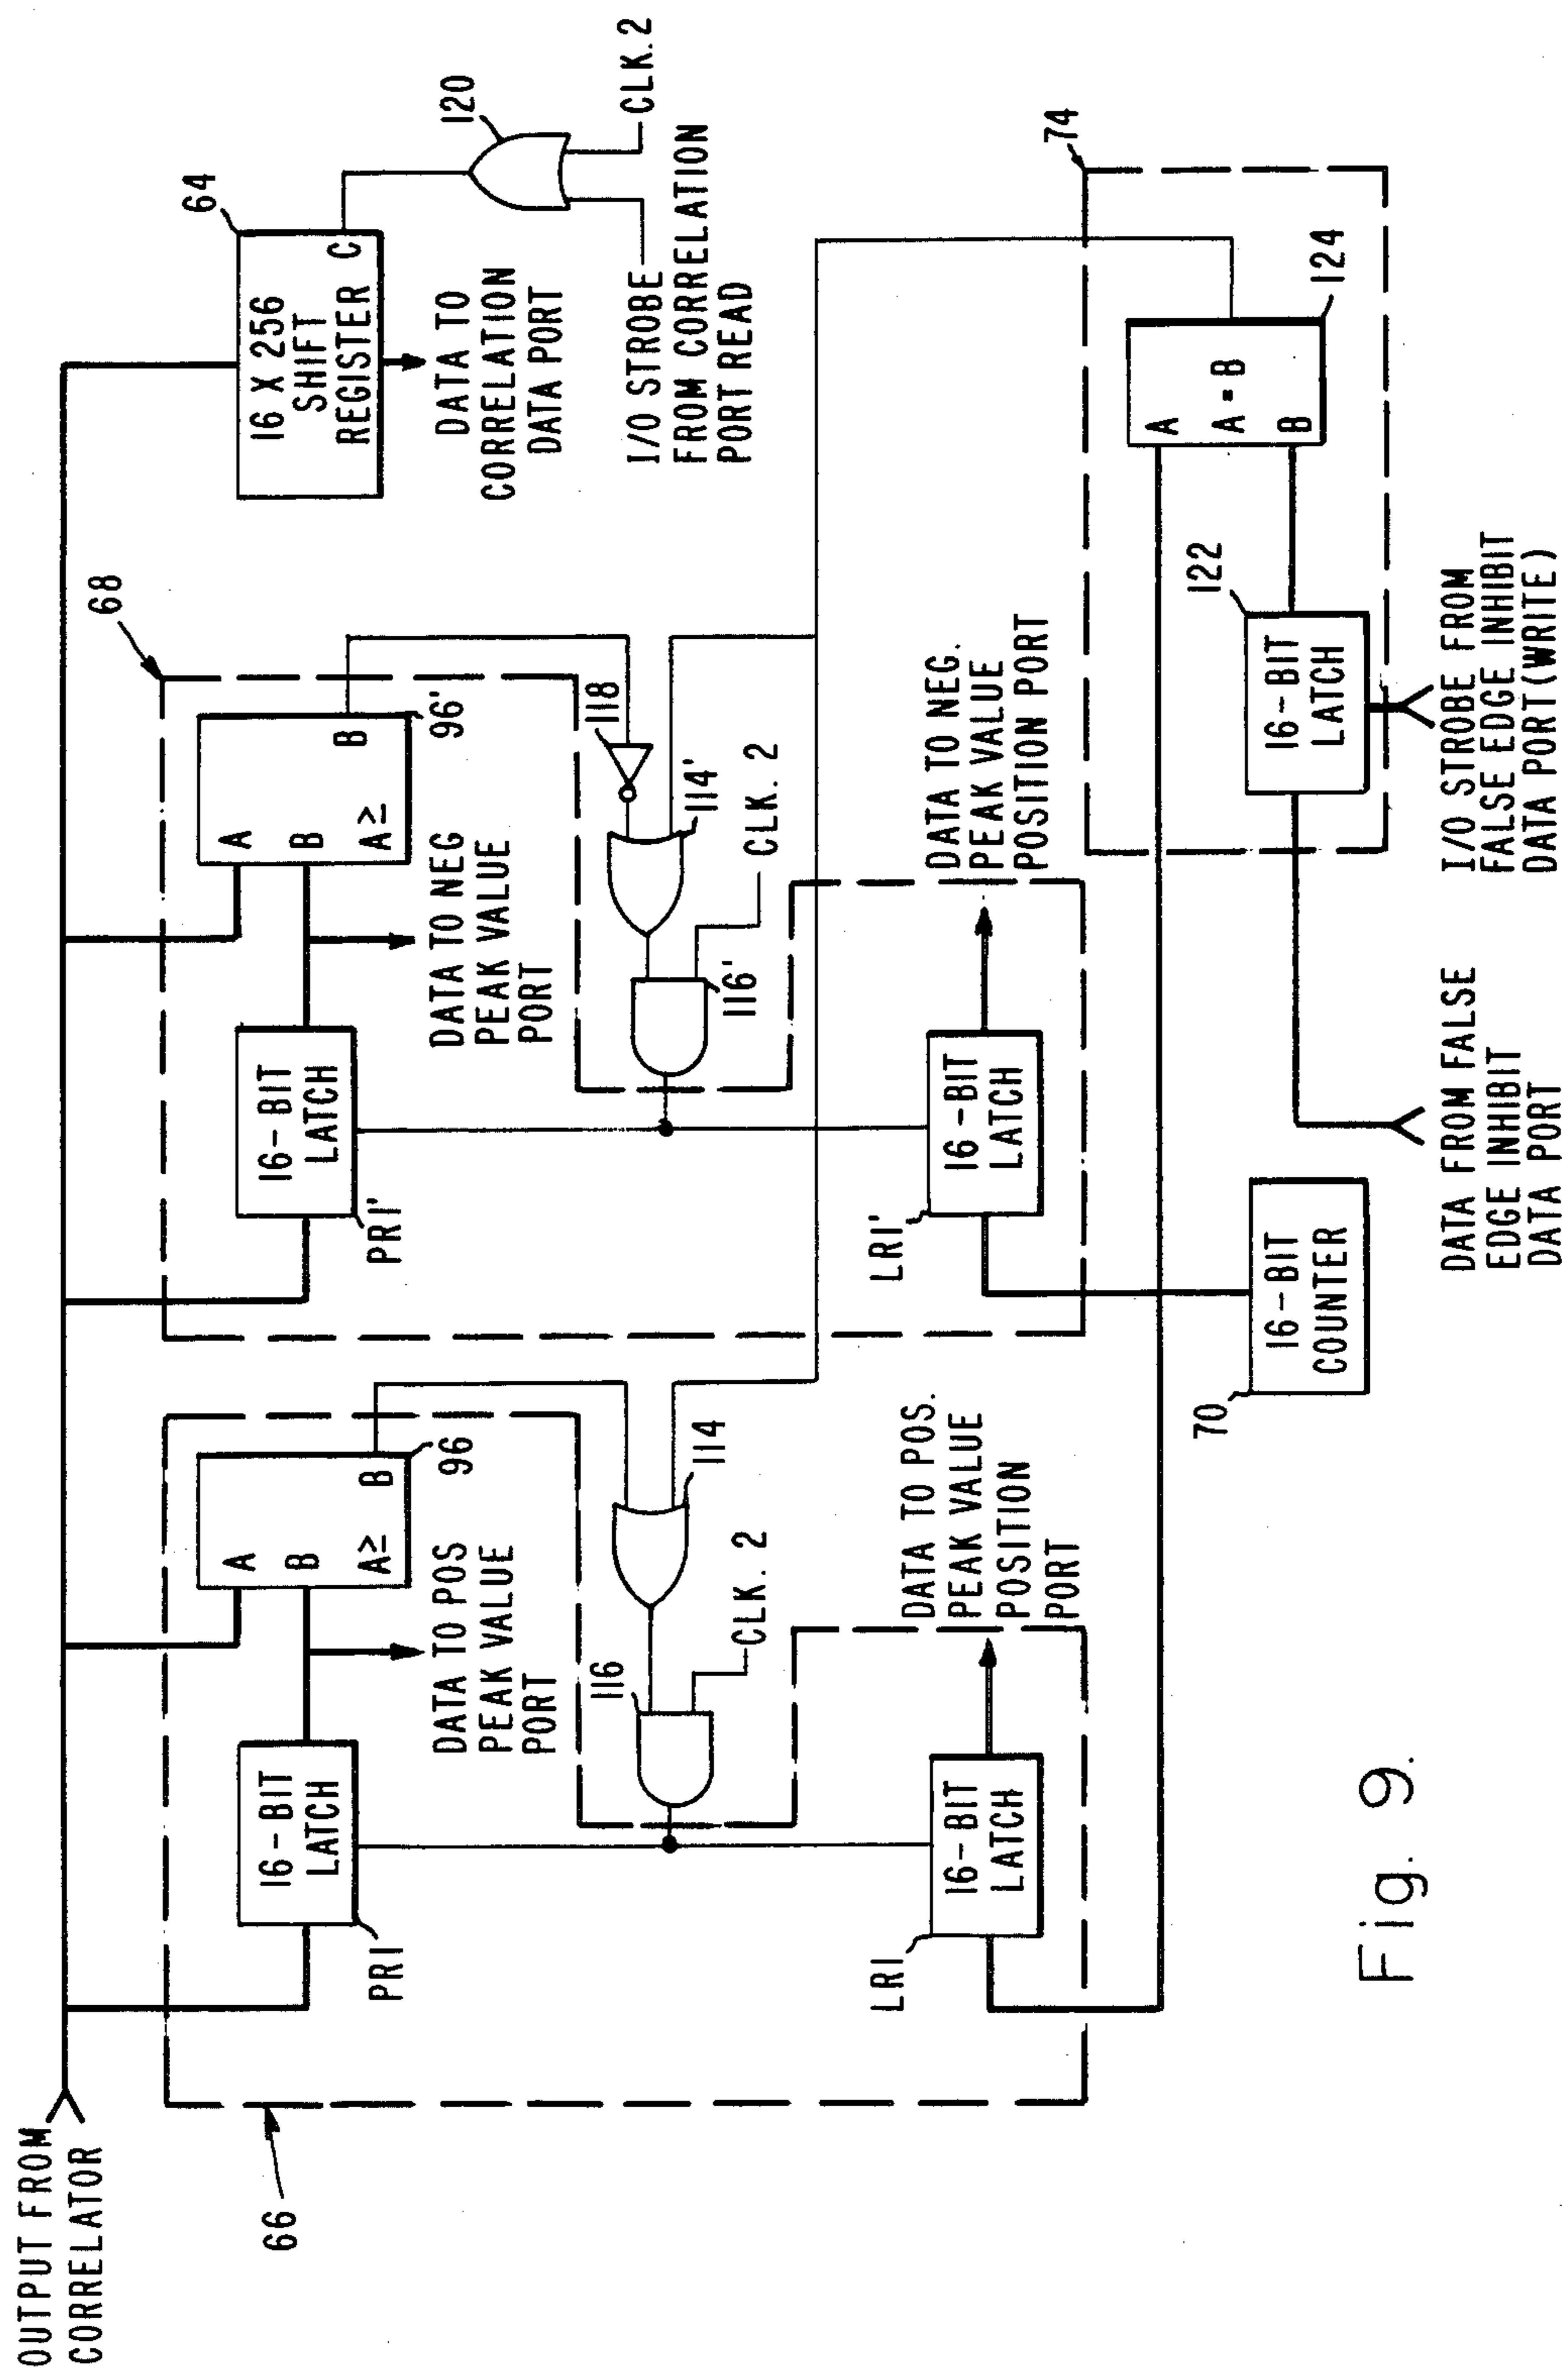 OUTPUT FROM
CORRELATOR
66
PR1
16-BIT
LATCH
A
B
A≥
B
96
DATA TO POS
PEAK VALUE
PORT
116
114
CLK. 2
LR1
16-BIT
LATCH
DATA TO POS.
PEAK VALUE
POSITION
PORT
68
PR1'
16-BIT
LATCH
A
B
A≥
B
96'
DATA TO NEG
PEAK VALUE
PORT
118
114'
116'
CLK. 2
LR1'
16-BIT
LATCH
DATA TO NEG.
PEAK VALUE
POSITION PORT
64
16 X 256
SHIFT
REGISTER
C
DATA TO
CORRELATION
DATA PORT
120
CLK.2
I/O STROBE
FROM CORRELATION
PORT READ
74
A
A = B
B
124
122
16-BIT
LATCH
70
16-BIT
COUNTER
DATA FROM FALSE
EDGE INHIBIT
DATA PORT
I/O STROBE FROM
FALSE EDGE INHIBIT
DATA PORT(WRITE)
Fig. 9.